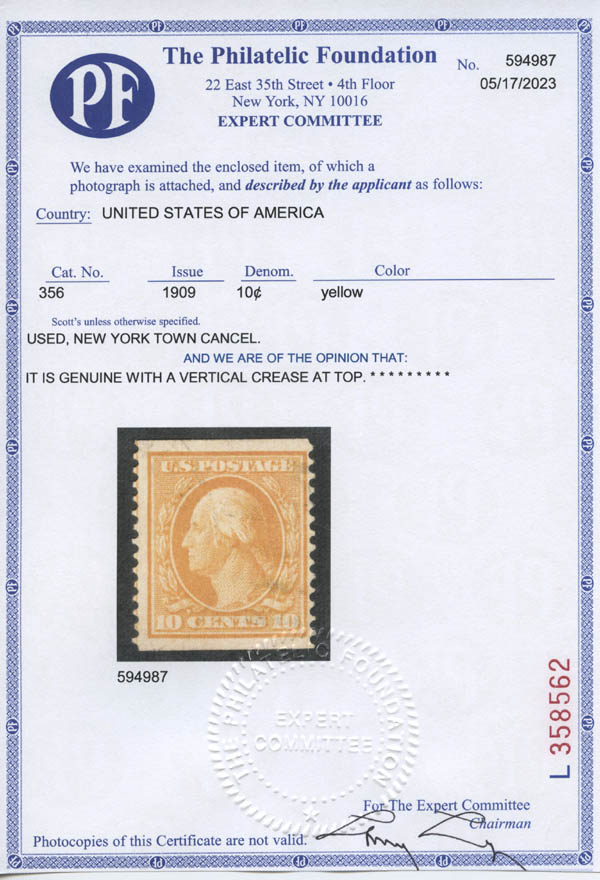 PF
The Philatelic Foundation
No. 594987
22 East 35th Street • 4th Floor
05/17/2023
New York, NY 10016
EXPERT COMMITTEE
We have examined the enclosed item, of which a
photograph is attached, and described by the applicant as follows:
Country: UNITED STATES OF AMERICA
Cat. No. Issue Denom. Color
356 1909 10¢ yellow
Scott's unless otherwise specified.
USED, NEW YORK TOWN CANCEL.
AND WE ARE OF THE OPINION THAT:
IT IS GENUINE WITH A VERTICAL CREASE AT TOP. * * * * * * * * *
U.S. POSTAGE
10 CENTS 10
594987
THE PHILATELIC FOUNDATION
EXPERT
COMMITTEE
L 358562
For The Expert Committee
Chairman
Photocopies of this Certificate are not valid.